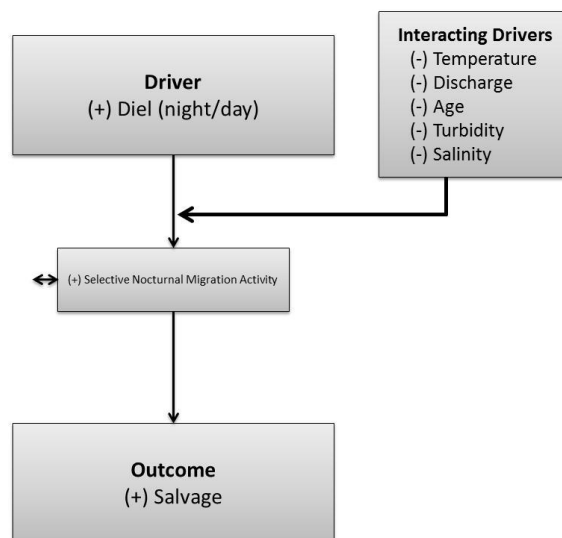 Driver
(+) Diel (night/day)
Interacting Drivers
(-) Temperature
(-) Discharge
(-) Age
(-) Turbidity
(-) Salinity
(+) Selective Nocturnal Migration Activity
Outcome
(+) Salvage